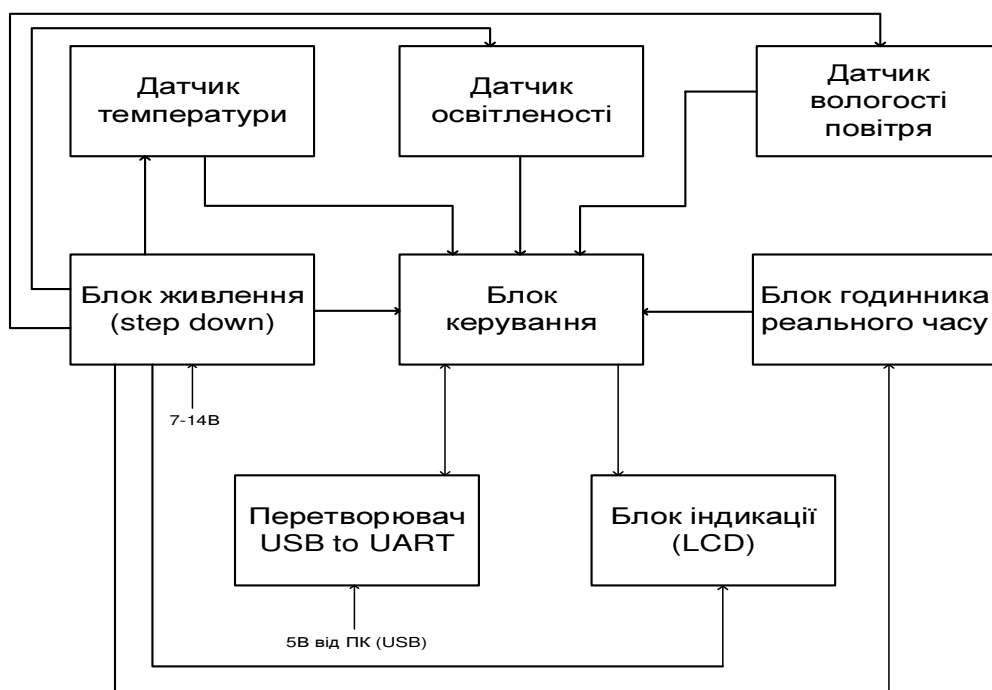 Датчик
температури
Датчик
освітленості
Датчик
вологості
повітря
Блок живлення
(step down)
Блок
керування
Блок годинника
реального часу
7-14В
Перетворювач
USB to UART
Блок індикації
(LCD)
5В від ПК (USB)